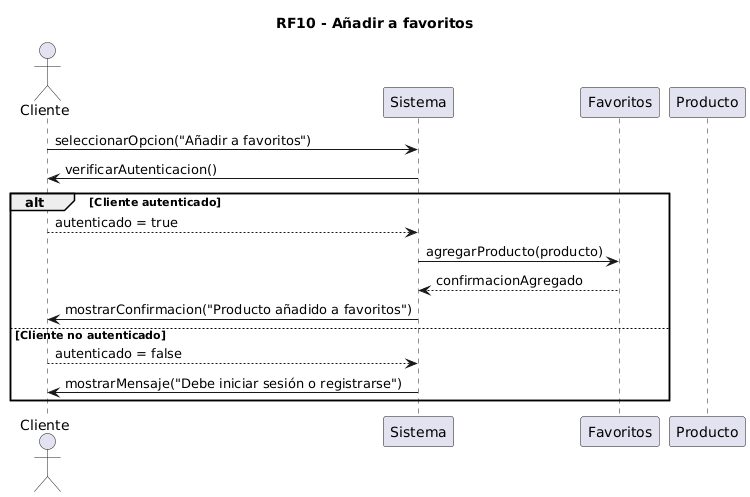 RF10 - Añadir a favoritos
Cliente
Sistema
Favoritos
Producto
seleccionarOpcion("Añadir a favoritos")
verificarAutenticacion()
alt [Cliente autenticado]
autenticado = true
agregarProducto(producto)
confirmacionAgregado
mostrarConfirmacion("Producto añadido a favoritos")
[Cliente no autenticado]
autenticado = false
mostrarMensaje("Debe iniciar sesión o registrarse")
Cliente
Sistema
Favoritos
Producto